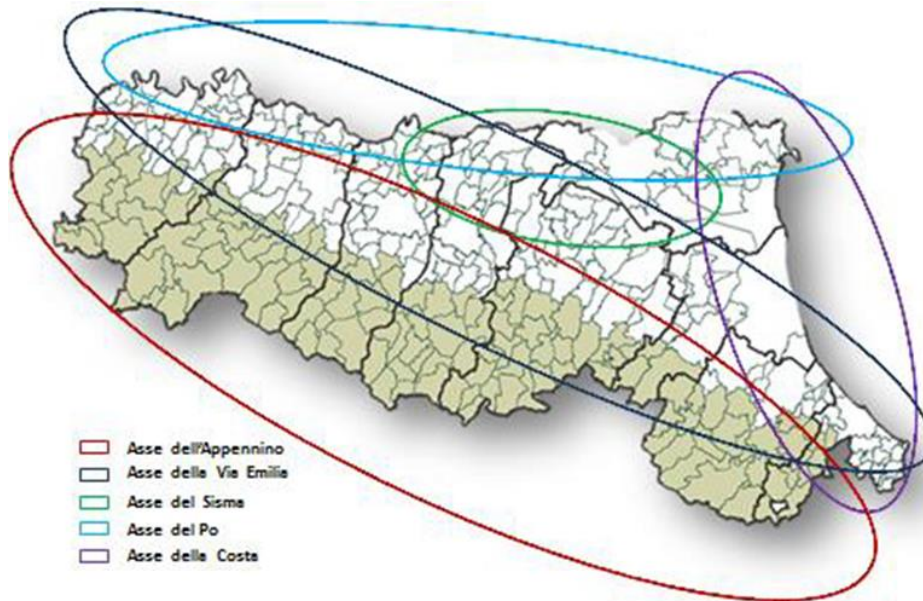 Asse dell'Appennino
Asse della Via Emilia
Asse del Sisma
Asse del Po
Asse della Costa